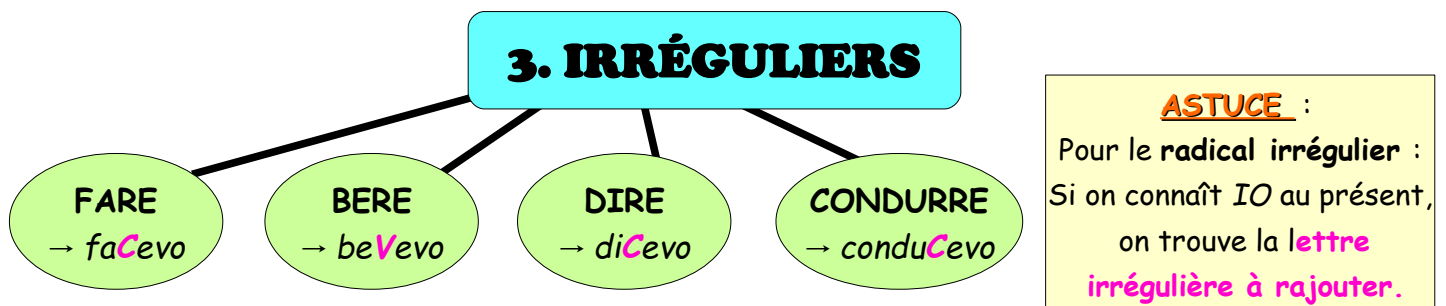 3. IRRÉGULIERS
FARE
→ faCevo
BERE
→ beVevo
DIRE
→ diCevo
CONDURRE
→ conduCevo
ASTUCE :
Pour le radical irrégulier :
Si on connaît IO au présent,
on trouve la lettre
irrégulière à rajouter.